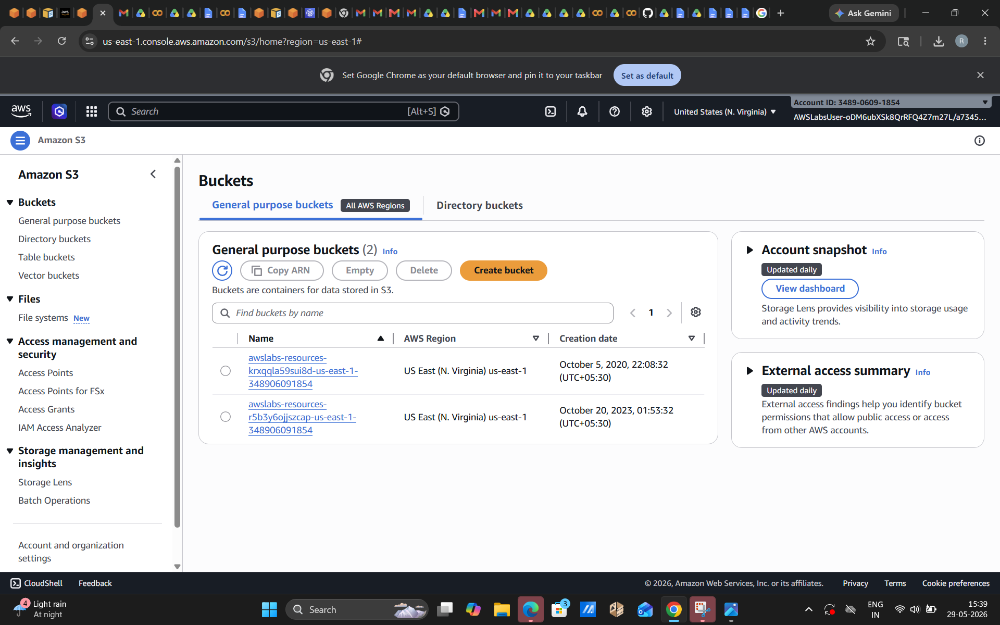 Ask Gemini
us-east-1.console.aws.amazon.com/s3/home?region=us-east-1#
R
Set Google Chrome as your default browser and pin it to your taskbar
Set as default
aws
Search
[Alt+S]
United States (N. Virginia)
Account ID: 3489-0609-1854
AWSLabsUser-oDM6ubXSk8QrRFQ4Z7m27L/a7345...
Amazon S3
Amazon S3
Buckets
General purpose buckets
Directory buckets
Table buckets
Vector buckets
Files
File systems New
Access management and
security
Access Points
Access Points for FSx
Access Grants
IAM Access Analyzer
Storage management and
insights
Storage Lens
Batch Operations
Account and organization
settings
Buckets
General purpose buckets All AWS Regions
Directory buckets
General purpose buckets (2) Info
Copy ARN
Empty
Delete
Create bucket
Buckets are containers for data stored in S3.
Find buckets by name
1
Name
AWS Region
Creation date
awslabs-resources-
krxqqla59sui8d-us-east-1-
348906091854
US East (N. Virginia) us-east-1
October 5, 2020, 22:08:32
(UTC+05:30)
awslabs-resources-
r5b3y6ojjszcap-us-east-1-
348906091854
US East (N. Virginia) us-east-1
October 20, 2023, 01:53:32
(UTC+05:30)
Account snapshot Info
Updated daily
View dashboard
Storage Lens provides visibility into storage usage
and activity trends.
External access summary Info
Updated daily
External access findings help you identify bucket
permissions that allow public access or access
from other AWS accounts.
CloudShell
Feedback
© 2026, Amazon Web Services, Inc. or its affiliates.
Privacy
Terms
Cookie preferences
4
Light rain
At night
Search
3
ENG
IN
15:39
29-05-2026